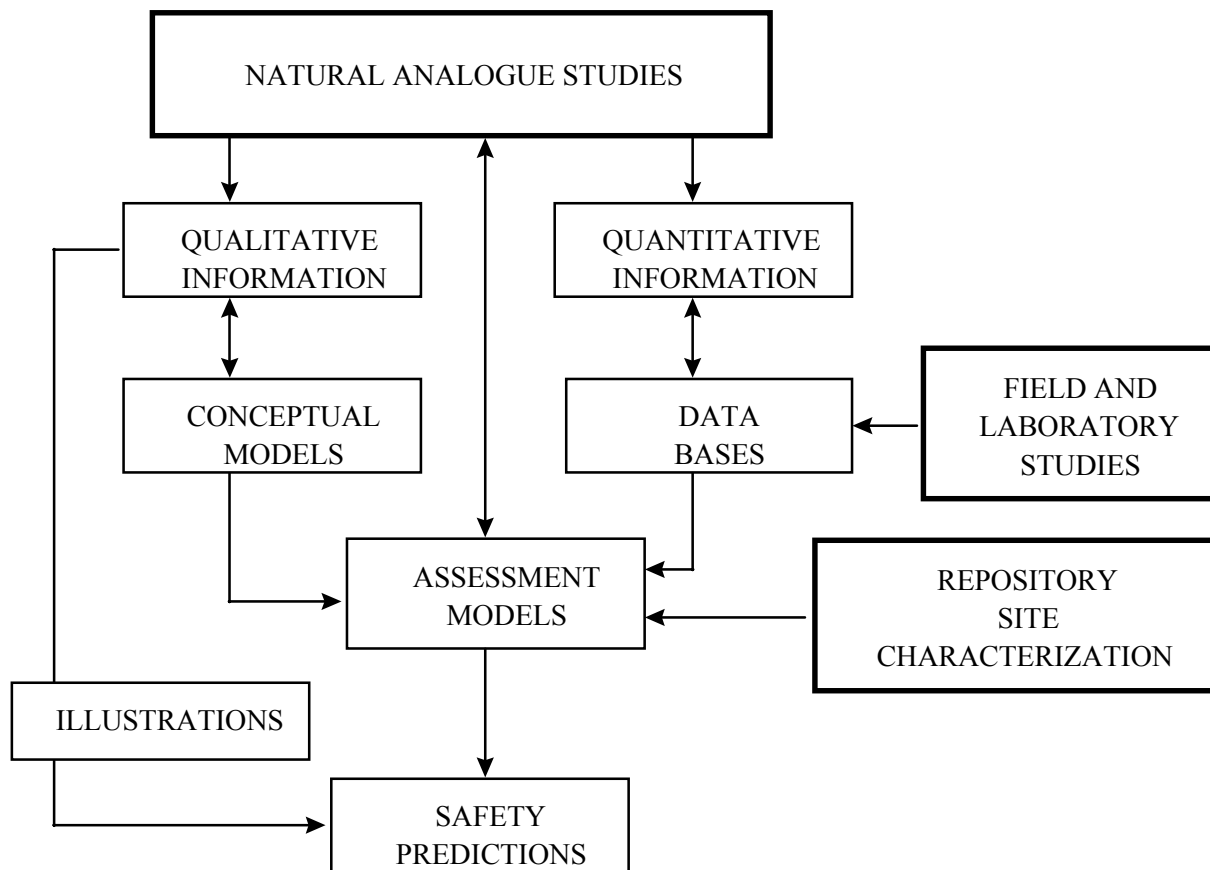 NATURAL ANALOGUE STUDIES
QUALITATIVE
INFORMATION
QUANTITATIVE
INFORMATION
CONCEPTUAL
MODELS
DATA
BASES
FIELD AND
LABORATORY
STUDIES
ASSESSMENT
MODELS
REPOSITORY
SITE
CHARACTERIZATION
ILLUSTRATIONS
SAFETY
PREDICTIONS